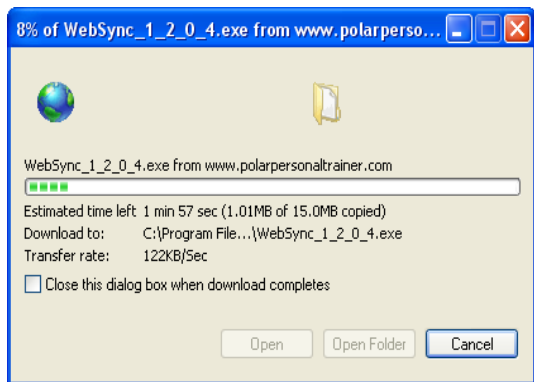 8% of WebSync_1_2_0_4.exe from www.polarperso...
WebSync_1_2_0_4.exe from www.polarpersonaltrainer.com
Estimated time left 1 min 57 sec (1.01MB of 15.0MB copied)
Download to: C:\Program File...\WebSync_1_2_0_4.exe
Transfer rate: 122KB/Sec
Close this dialog box when download completes
Open Open Folder Cancel